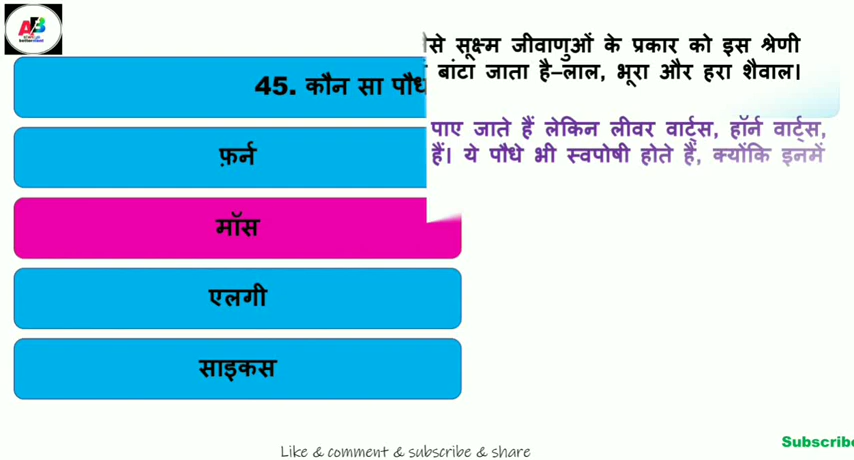 सूक्ष्म जीवाणुओं के प्रकार को इस श्रेणी
बांटा जाता है–लाल, भूरा और हरा शैवाल।
45. कौन सा
पाए जाते हैं लेकिन लीवर वार्ट्स, हॉर्न वार्ट्स,
हैं। ये पौधे भी स्वपोषी होते हैं, क्योंकि इनमें
फ़र्न
मॉस
एलगी
साइकस
Subscribe
Like & comment & subscribe & share